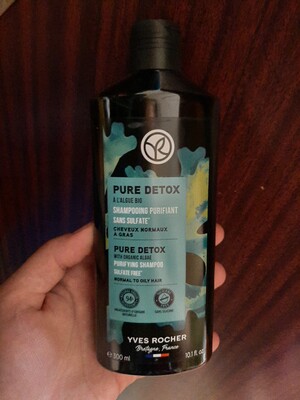 PURE DETOX
À L'ALGUE BIO
SHAMPOOING PURIFIANT
SANS SULFATE*
CHEVEUX NORMAUX
À GRAS
PURE DETOX
WITH ORGANIC ALGAE
PURIFYING SHAMPOO
SULFATE FREE*
NORMAL TO OILY HAIR
YVES ROCHER
Bretagne, France
e 300 ml
10.1 fl. oz